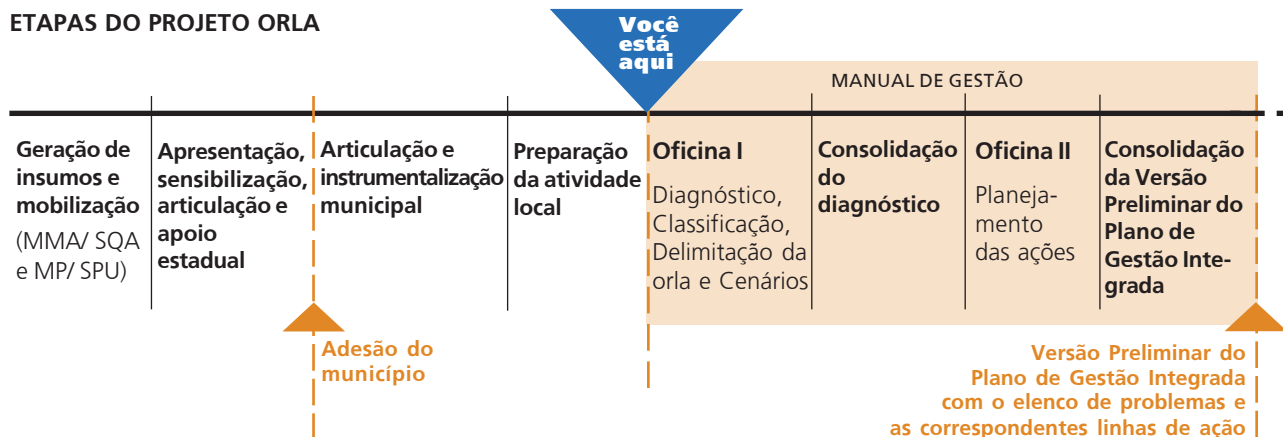 ETAPAS DO PROJETO ORLA
Você
está
aqui
MANUAL DE GESTÃO
Geração de
insumos e
mobilização
(MMA/ SQA
e MP/ SPU)
Apresentação,
sensibilização,
articulação e
apoio
estadual
Articulação e
instrumentalização
municipal
Preparação
da atividade
local
Oficina I
Diagnóstico,
Classificação,
Delimitação da
orla e Cenários
Consolidação
do
diagnóstico
Oficina II
Planeja-
mento
das ações
Consolidação
da Versão
Preliminar do
Plano de
Gestão Inte-
grada
Adesão do
município
Versão Preliminar do
Plano de Gestão Integrada
com o elenco de problemas e
as correspondentes linhas de ação